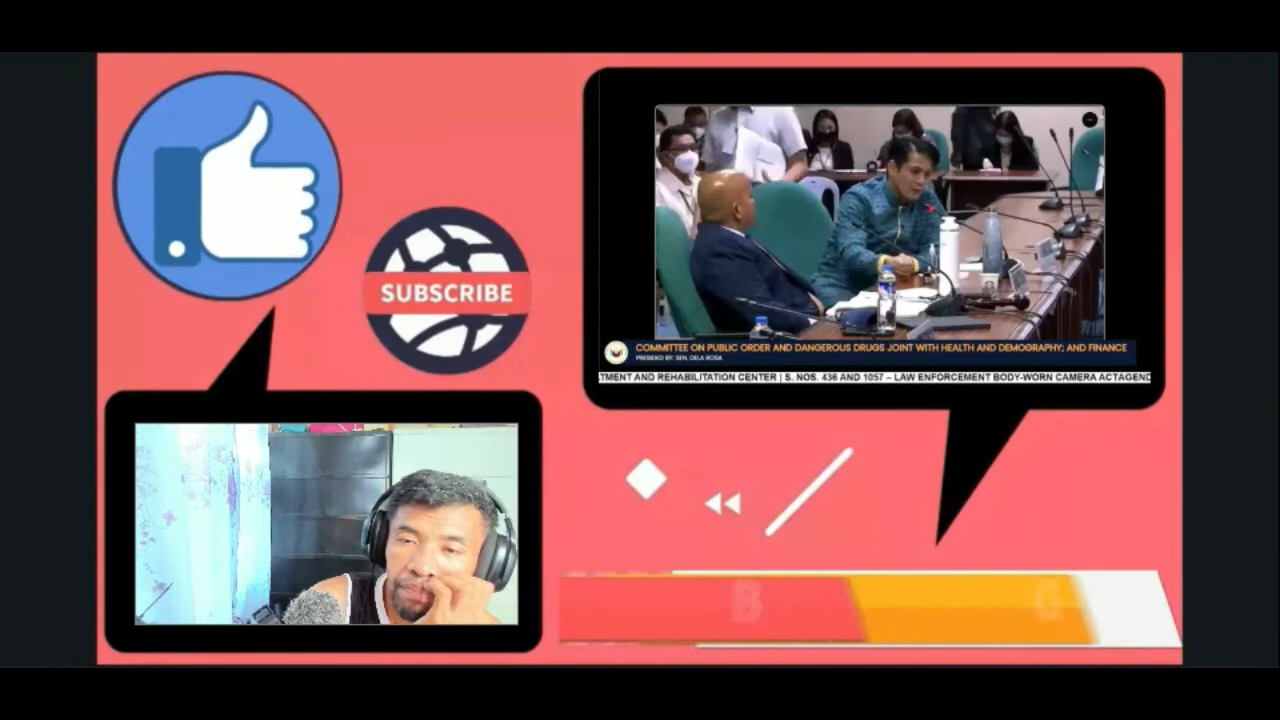 SUBSCRIBE
COMMITTEE ON PUBLIC ORDER AND DANGEROUS DRUGS JOINT WITH HEALTH AND DEMOGRAPHY; AND FINANCE
PRESIDED BY: SEN. DELA ROSA
TMENT AND REHABILITATION CENTER | S. NOS. 436 AND 1057 – LAW ENFORCEMENT BODY-WORN CAMERA ACTAGEND
B G